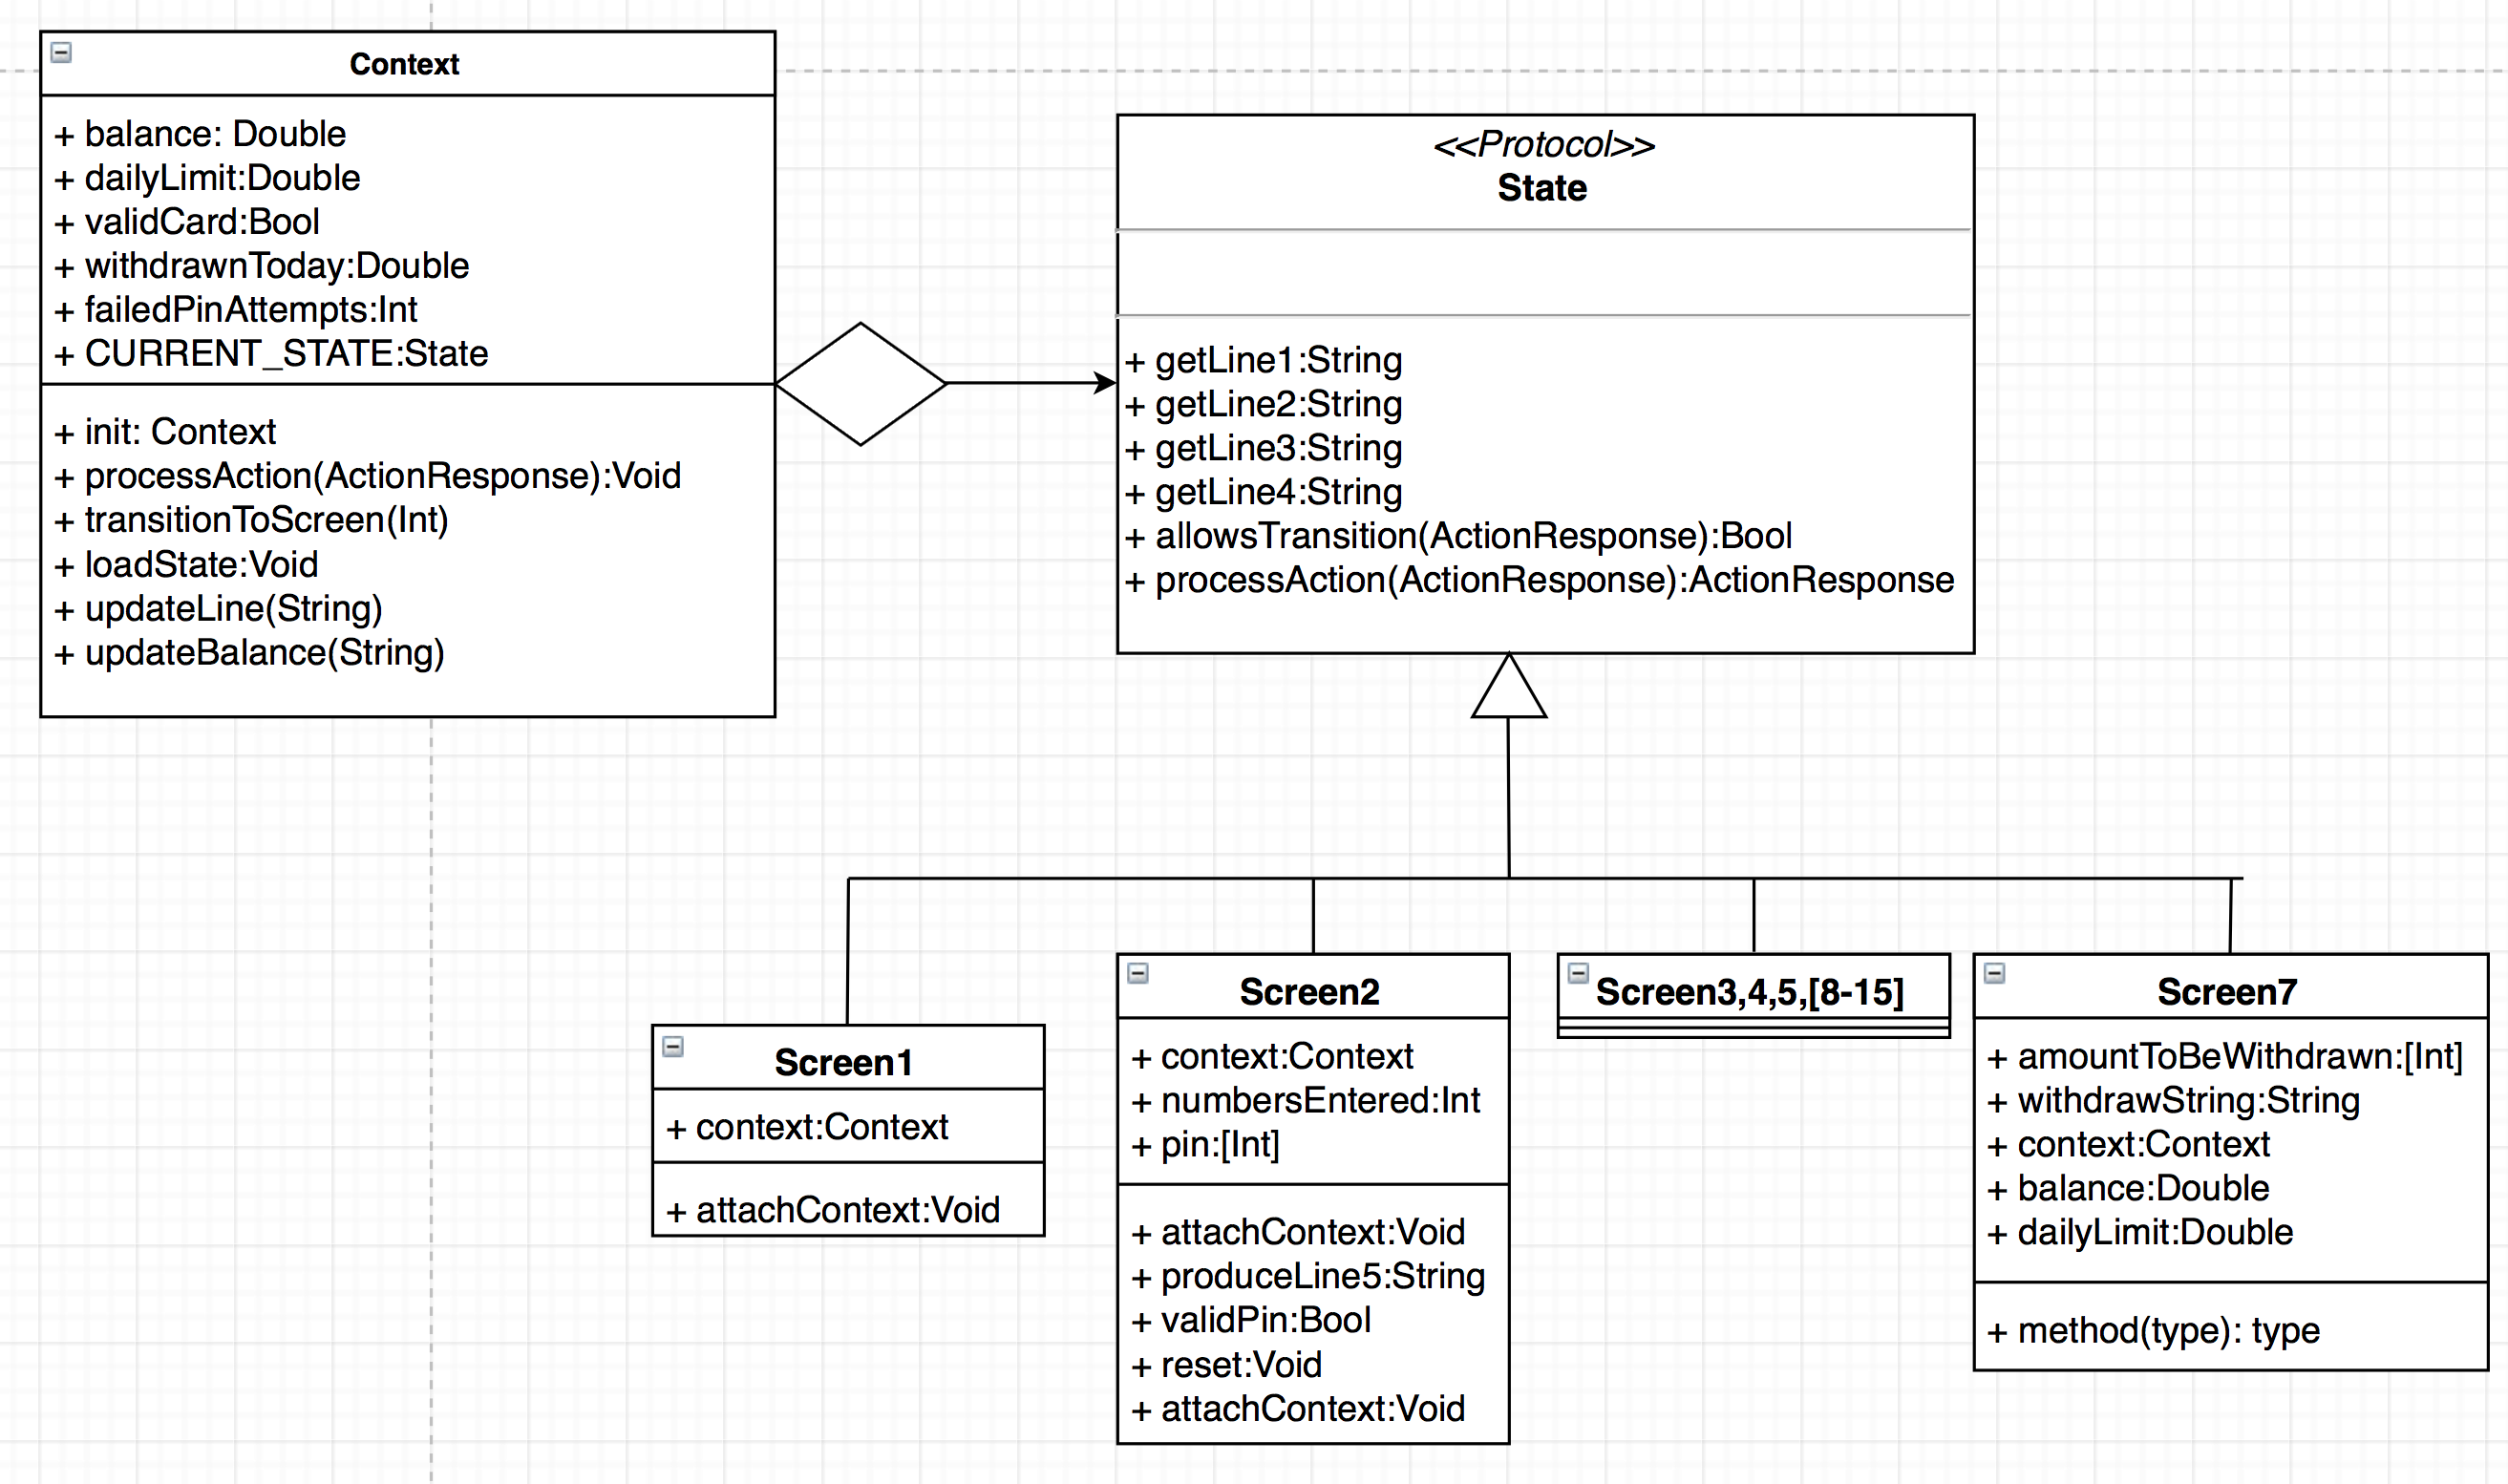 Context
+ balance: Double
+ dailyLimit:Double
+ validCard:Bool
+ withdrawnToday:Double
+ failedPinAttempts:Int
+ CURRENT_STATE:State
+ init: Context
+ processAction(ActionResponse):Void
+ transitionToScreen(Int)
+ loadState:Void
+ updateLine(String)
+ updateBalance(String)
<<Protocol>>
State
+ getLine1:String
+ getLine2:String
+ getLine3:String
+ getLine4:String
+ allowsTransition(ActionResponse):Bool
+ processAction(ActionResponse):ActionResponse
Screen1
+ context:Context
+ attachContext:Void
Screen2
+ context:Context
+ numbersEntered:Int
+ pin:[Int]
+ attachContext:Void
+ produceLine5:String
+ validPin:Bool
+ reset:Void
+ attachContext:Void
Screen3,4,5,[8-15]
Screen7
+ amountToBeWithdrawn:[Int]
+ withdrawString:String
+ context:Context
+ balance:Double
+ dailyLimit:Double
+ method(type): type